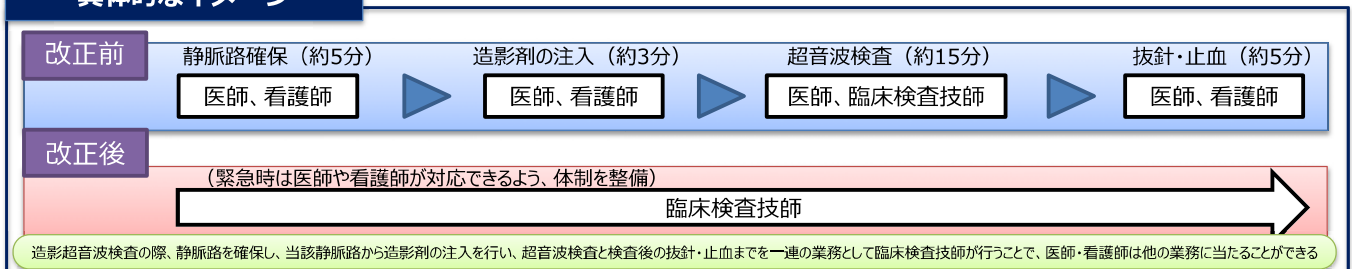 具体的なイメージ
改正前
静脈路確保（約5分）
造影剤の注入（約3分）
超音波検査（約15分）
抜針・止血（約5分）
医師、看護師
医師、看護師
医師、臨床検査技師
医師、看護師
改正後
（緊急時は医師や看護師が対応できるよう、体制を整備）
臨床検査技師
造影超音波検査の際、静脈路を確保し、当該静脈路から造影剤の注入を行い、超音波検査と検査後の抜針・止血までを一連の業務として臨床検査技師が行うことで、医師・看護師は他の業務に当たることができる